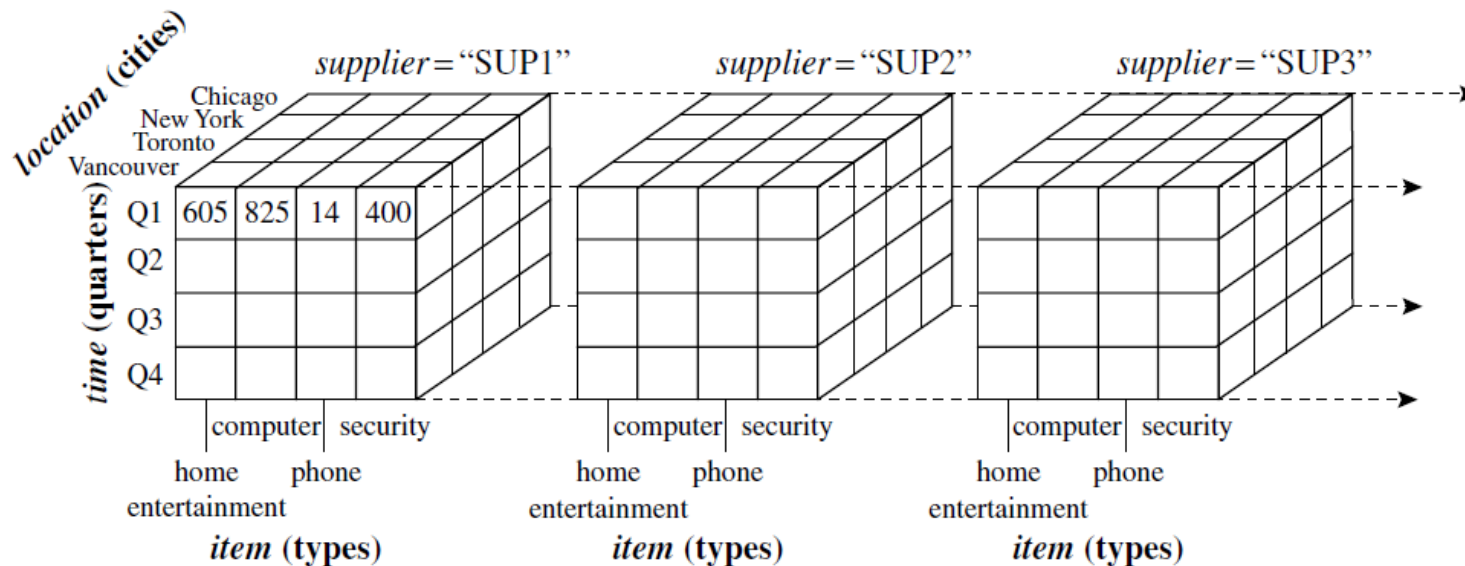 location (cities)
supplier = “SUP1”
supplier = “SUP2”
supplier = “SUP3”
Chicago
New York
Toronto
Vancouver
time (quarters)
Q1 605 825 14 400
Q2
Q3
Q4
computer security
home phone
entertainment
item (types)
computer security
home phone
entertainment
item (types)
computer security
home phone
entertainment
item (types)